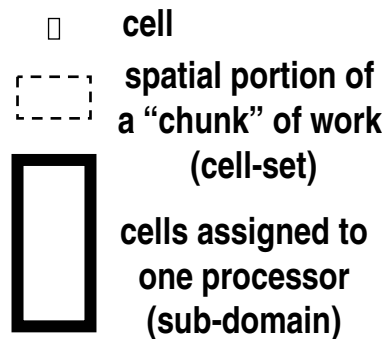 cell
spatial portion of
a “chunk” of work
(cell-set)
cells assigned to
one processor
(sub-domain)